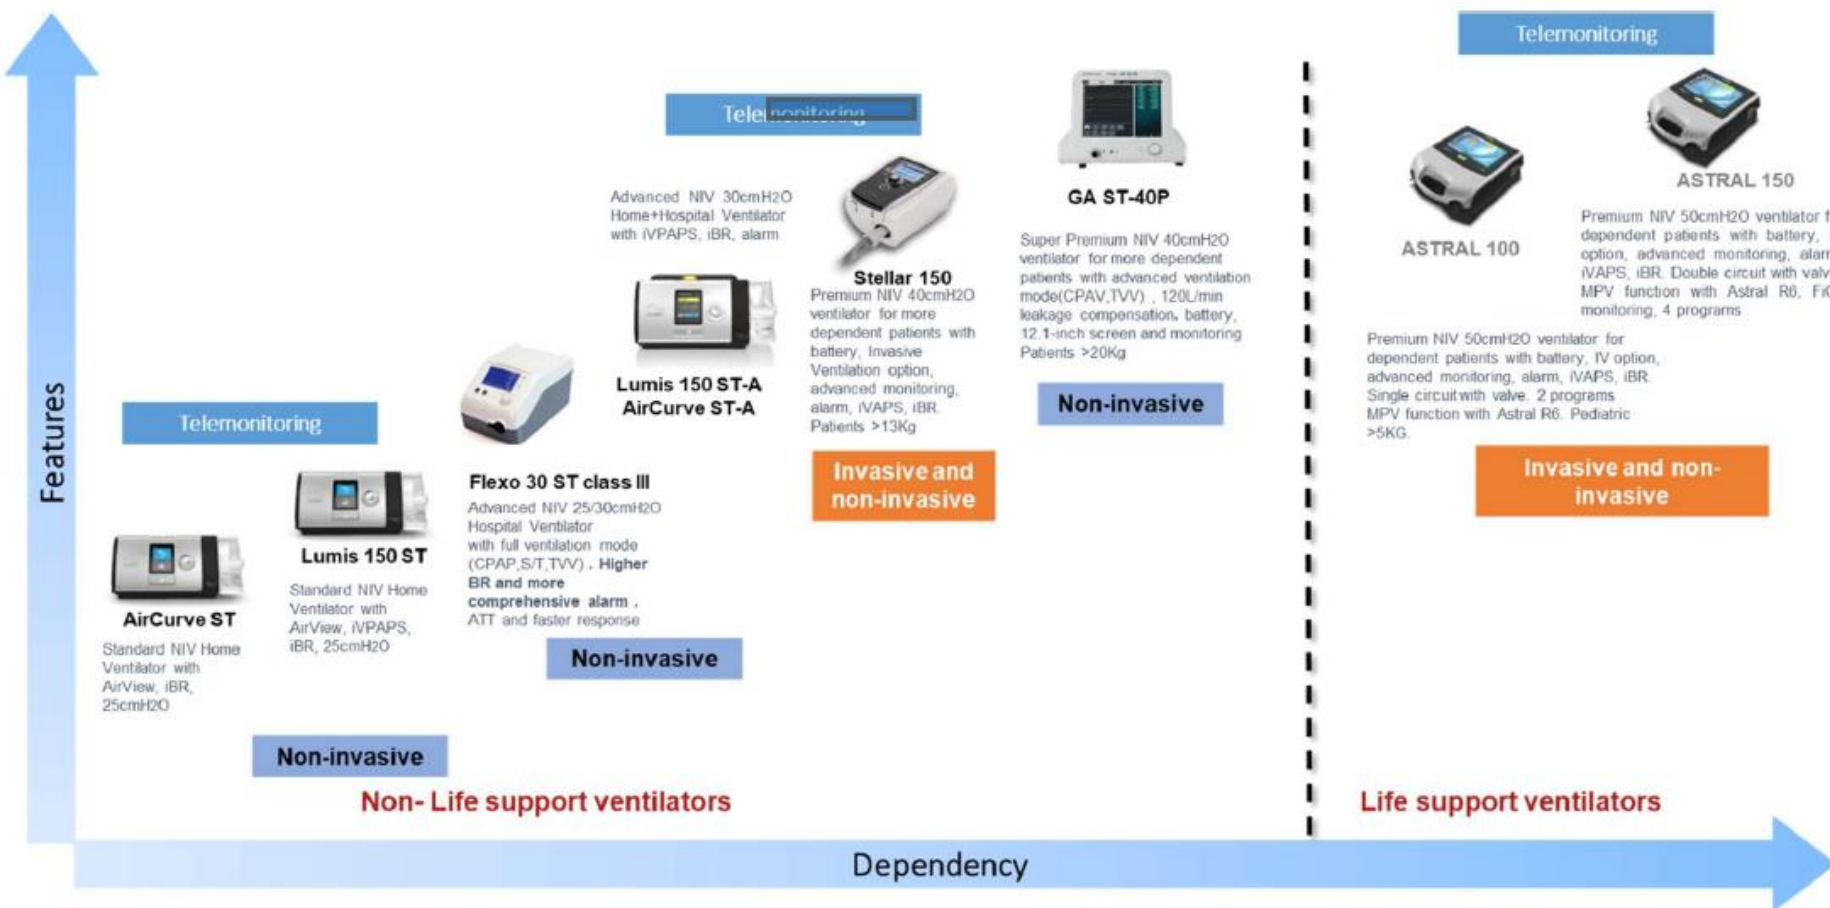 Telemonitoring
Telemonitoring
ASTRAL 150
Premium NIV 50cmH2O ventilator f
dependent patients with battery,
option, advanced monitoring, alarm
iVAPS, iBR. Double circuit with valv
MPV function with Astral R6, FiO
monitoring, 4 programs
ASTRAL 100
Premium NIV 50cmH2O ventilator for
dependent patients with battery, IV option,
advanced monitoring, alarm, iVAPS, iBR.
Single circuit with valve. 2 programs
MPV function with Astral R6. Pediatric
>5KG.
Invasive and non-
invasive
GA ST-40P
Super Premium NIV 40cmH2O
ventilator for more dependent
patients with advanced ventilation
mode(CPAV,TVV) , 120L/min
leakage compensation, battery,
12.1-inch screen and monitoring
Patients >20Kg
Non-invasive
Advanced NIV 30cmH2O
Home+Hospital Ventilator
with iVPAPS, iBR, alarm
Lumis 150 ST-A
AirCurve ST-A
Stellar 150
Premium NIV 40cmH2O
ventilator for more
dependent patients with
battery, Invasive
Ventilation option,
advanced monitoring,
alarm, iVAPS, iBR.
Patients >13Kg
Invasive and
non-invasive
Telemonitoring
Flexo 30 ST class III
Advanced NIV 25/30cmH2O
Hospital Ventilator
with full ventilation mode
(CPAP,S/T,TVV) . Higher
BR and more
comprehensive alarm .
ATT and faster response
Non-invasive
Lumis 150 ST
Standard NIV Home
Ventilator with
AirView, iVPAPS,
iBR, 25cmH2O
AirCurve ST
Standard NIV Home
Ventilator with
AirView, iBR,
25cmH2O
Non-invasive
Non- Life support ventilators
Life support ventilators
Features
Dependency